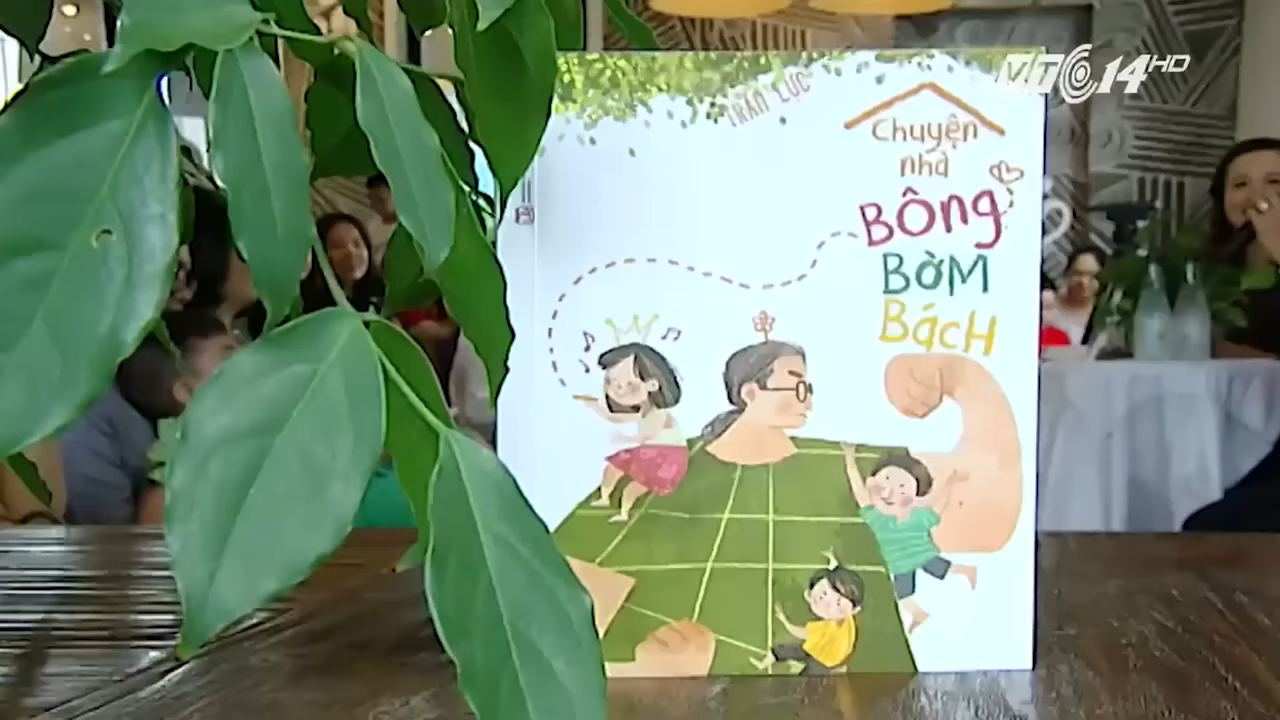 VTC14HD
TRẦN LỰC
Chuyện
nhà
BÔNG
BỜM
BáCH